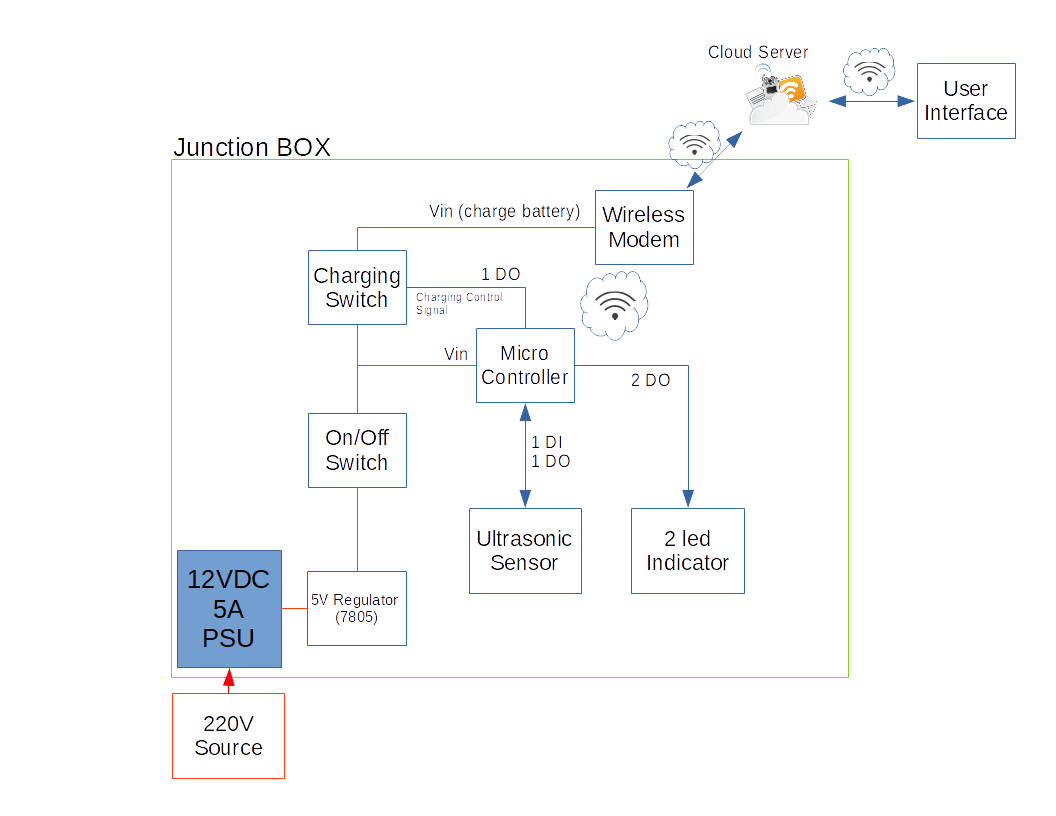 Cloud Server
User
Interface
Junction BOX
Vin (charge battery)
Wireless
Modem
Charging
Switch
1 DO
Charging Control
Signal
Vin
Micro
Controller
2 DO
On/Off
Switch
1 DI
1 DO
Ultrasonic
Sensor
2 led
Indicator
12VDC
5A
PSU
5V Regulator
(7805)
220V
Source